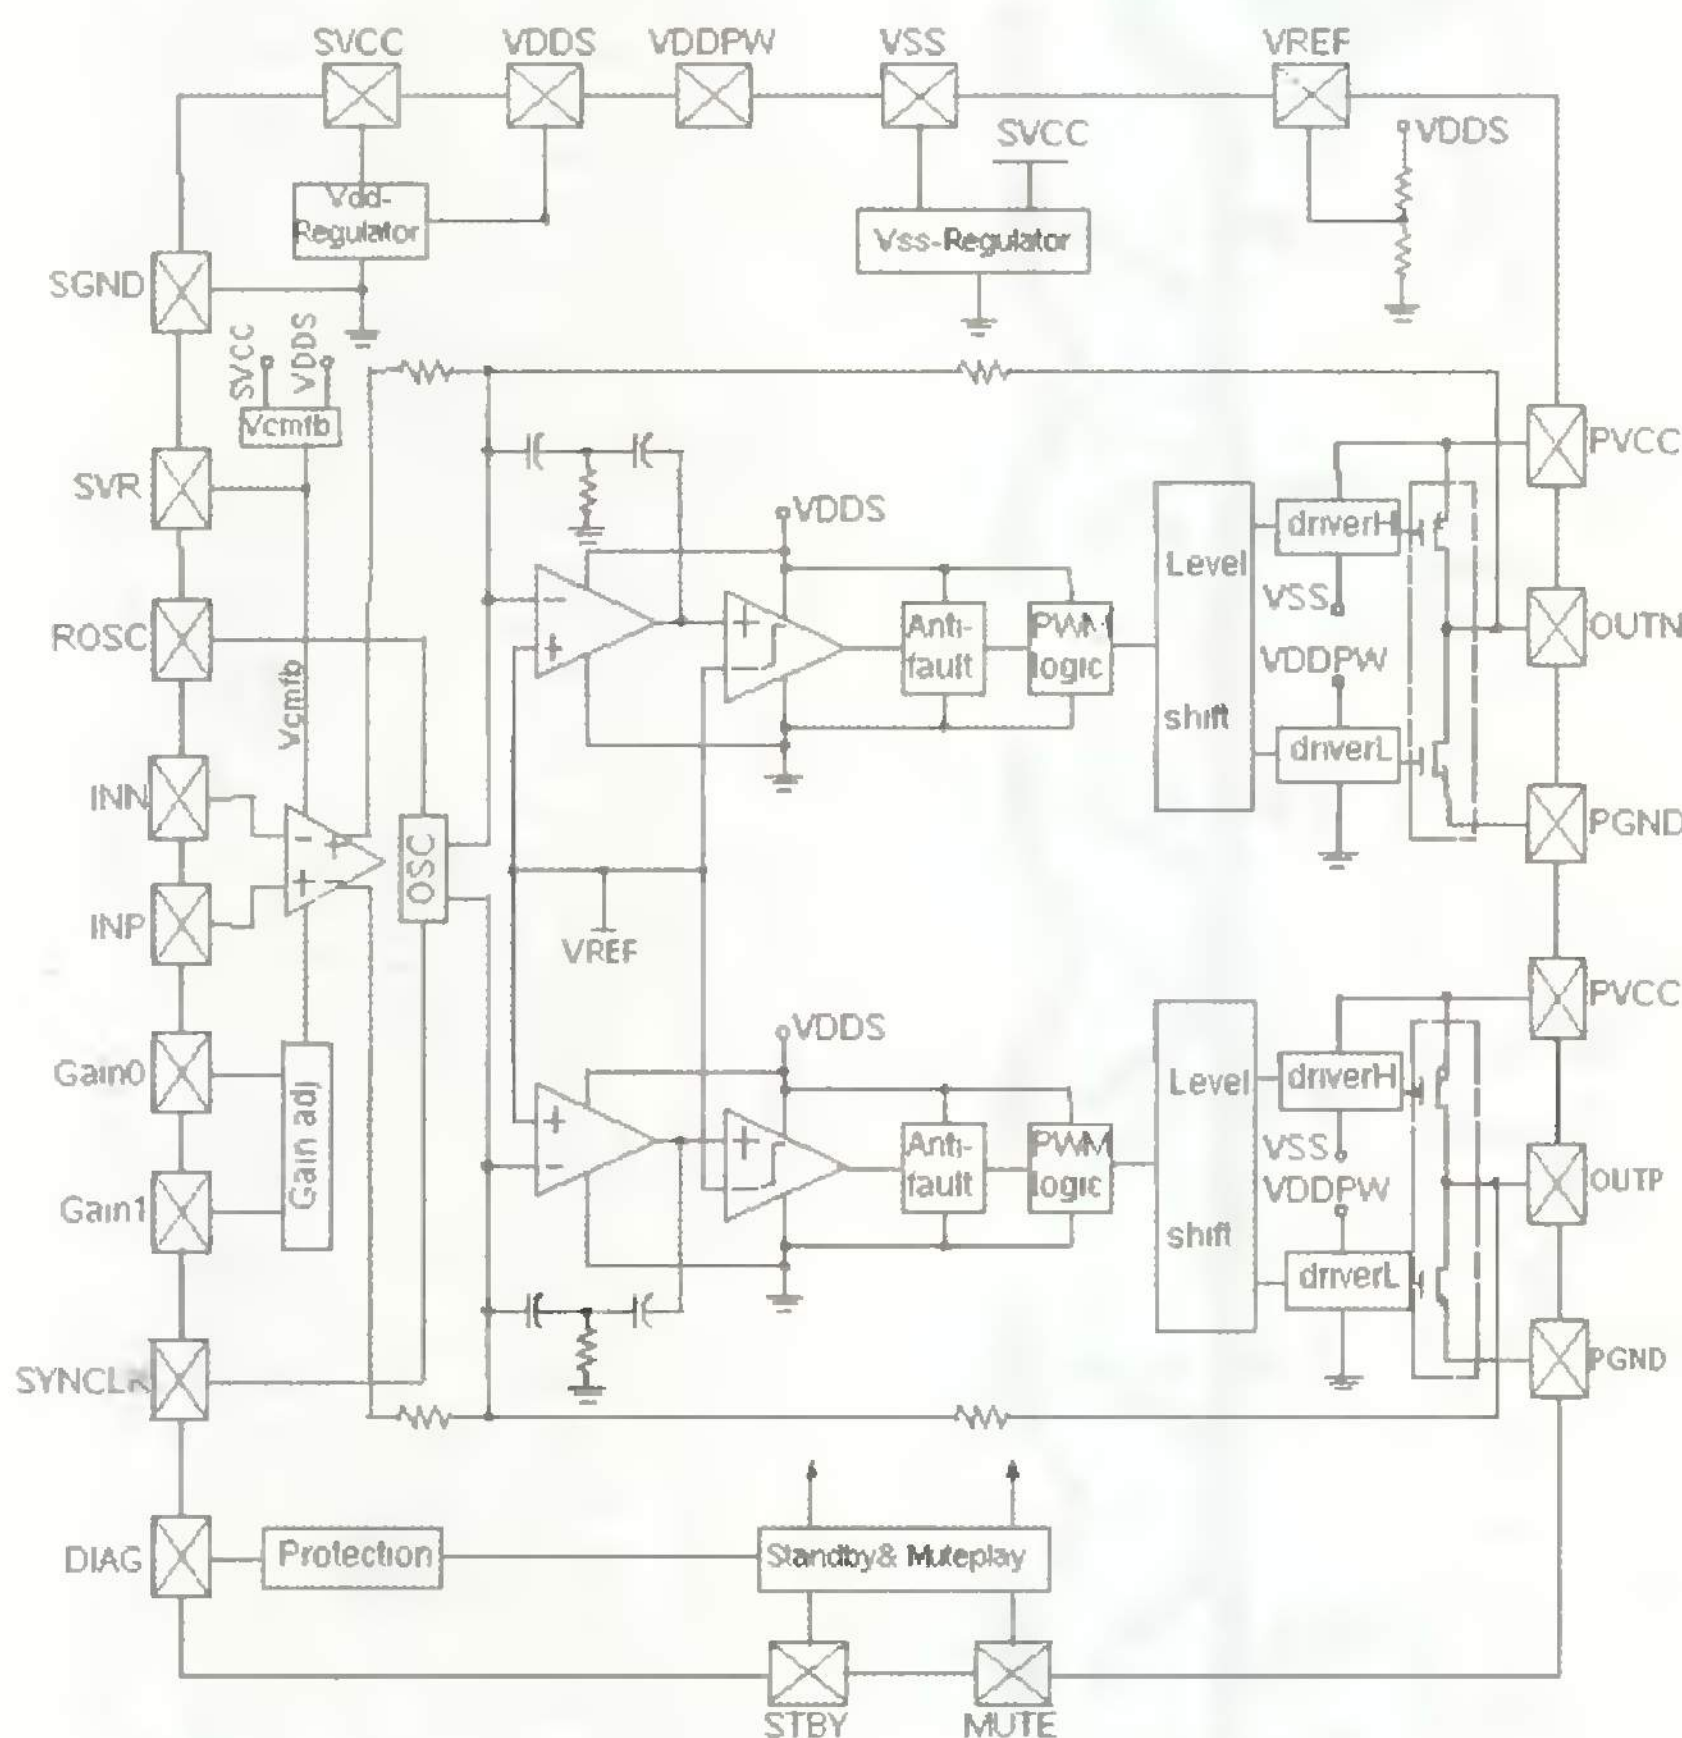 SVCC VDDS VDDPW VSS VREF
SVCC
VDDS
Vdd-
Regulator
Vss-Regulator
SGND
SVCC
VDDS
Vcmfb
PVCC
SVR
VDDS
driverH
Level
VSS
- + - Anti-
fault
PWM
logic
+
ROSC
OUTN
VDDPW
Vcmfb
shift
driverL
INN
PGND
- +
+ -
OSC
INP
VREF
PVCC
VDDS
Gain0
Level
driverH
Gain adj
+
-
+
-
Anti-
fault
PWM
logic
VSS
VDDPW
OUTP
Gain1
shift
driverL
PGND
SYNCLK
DIAG
Protection
Standby& Muteplay
STBY MUTE